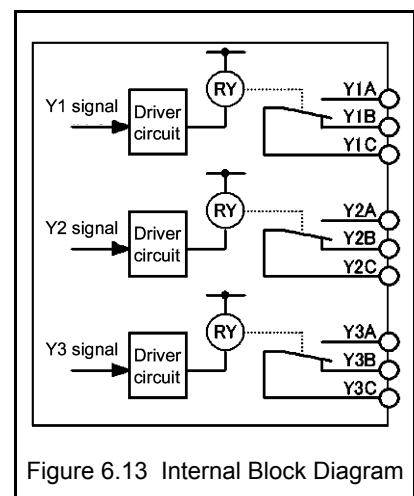 RY
Y1A
Y1 signal
Driver
circuit
Y1B
Y1C
RY
Y2A
Y2 signal
Driver
circuit
Y2B
Y2C
RY
Y3A
Y3 signal
Driver
circuit
Y3B
Y3C
Figure 6.13 Internal Block Diagram